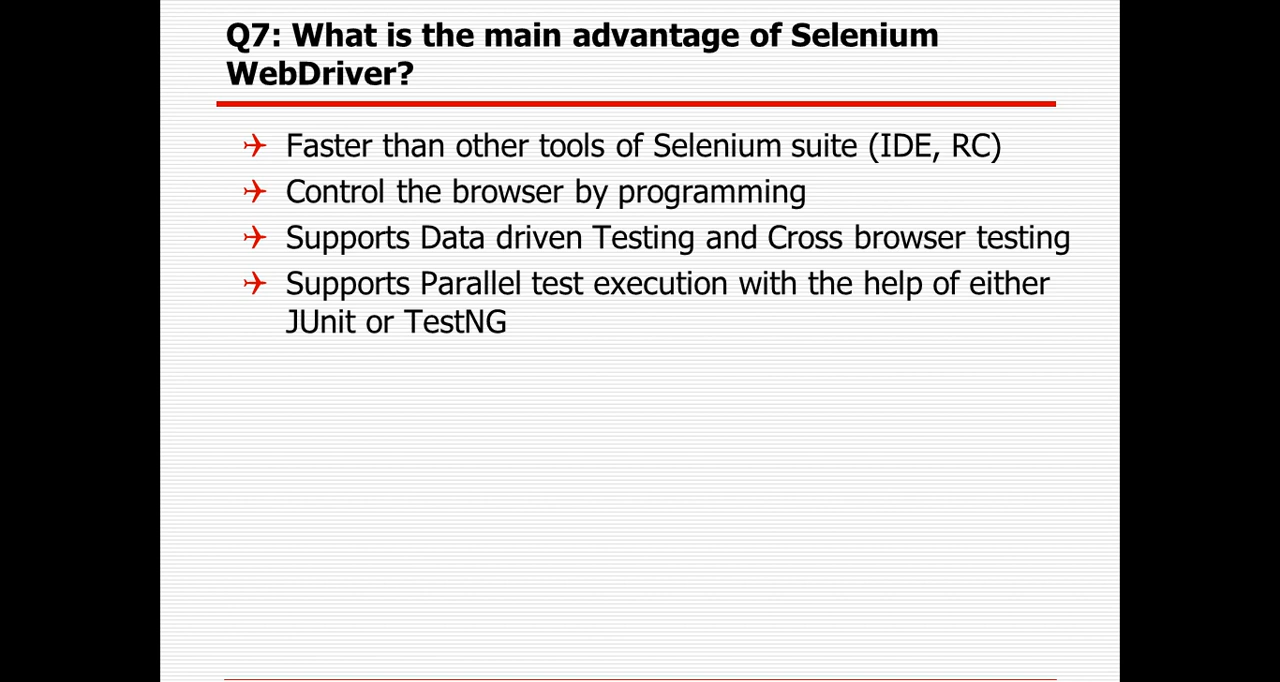 Q7: What is the main advantage of Selenium
WebDriver?
Faster than other tools of Selenium suite (IDE, RC)
Control the browser by programming
Supports Data driven Testing and Cross browser testing
Supports Parallel test execution with the help of either
JUnit or TestNG